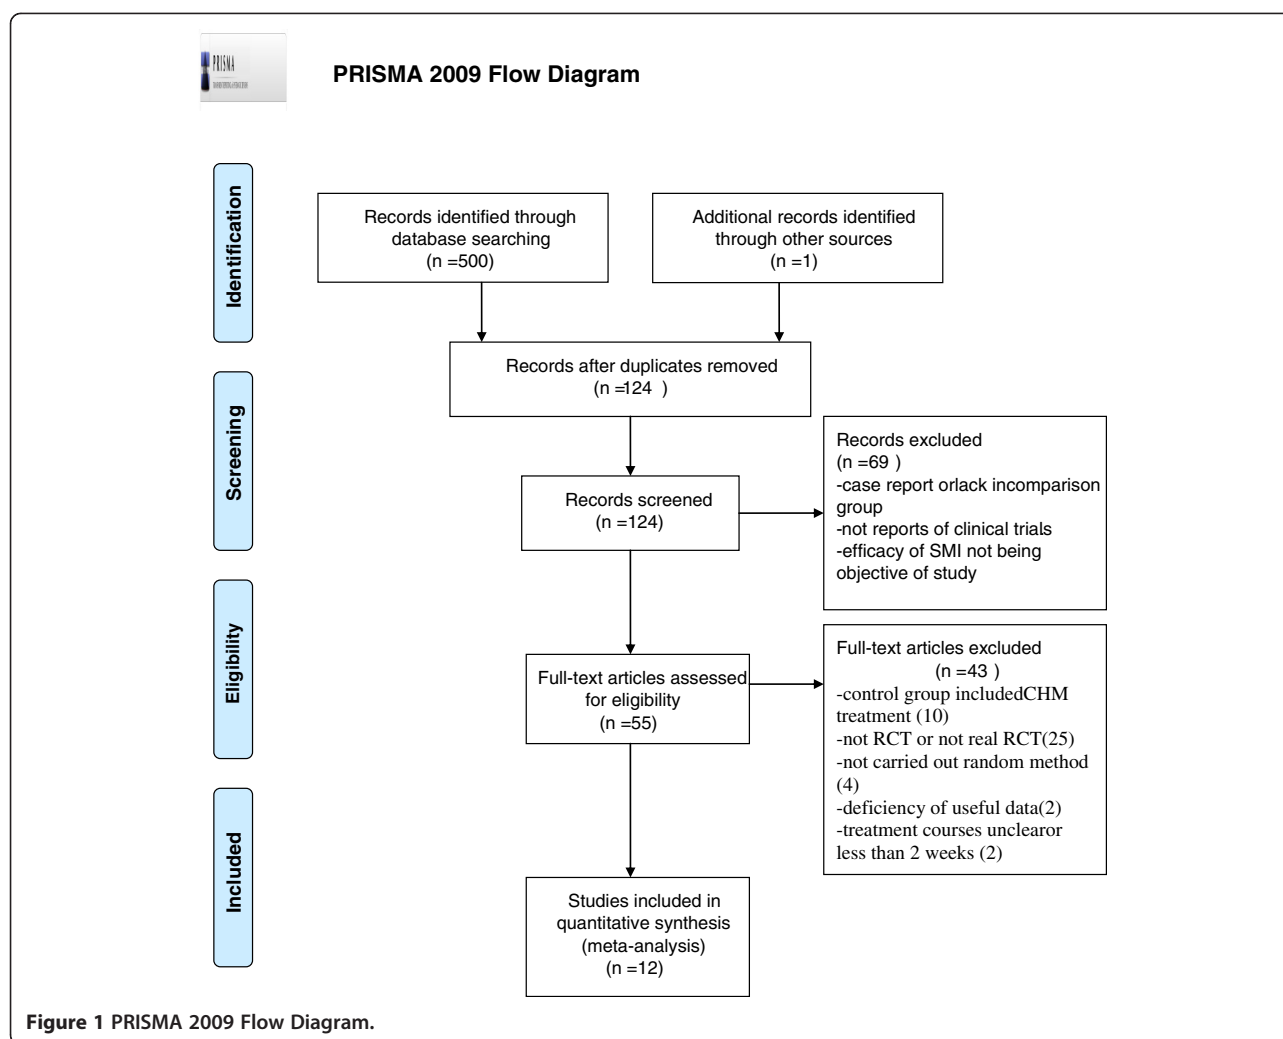 PRISMA
PRISMA 2009 Flow Diagram
Identification
Records identified through
database searching
(n =500)
Additional records identified
through other sources
(n =1)
Records after duplicates removed
(n =124 )
Screening
Records screened
(n =124)
Records excluded
(n =69 )
-case report orlack incomparison
group
-not reports of clinical trials
-efficacy of SMI not being
objective of study
Eligibility
Full-text articles assessed
for eligibility
(n =55)
Full-text articles excluded
(n =43 )
-control group includedCHM
treatment (10)
-not RCT or not real RCT(25)
-not carried out random method
(4)
-deficiency of useful data(2)
-treatment courses unclearor
less than 2 weeks (2)
Included
Studies included in
quantitative synthesis
(meta-analysis)
(n =12)
Figure 1 PRISMA 2009 Flow Diagram.